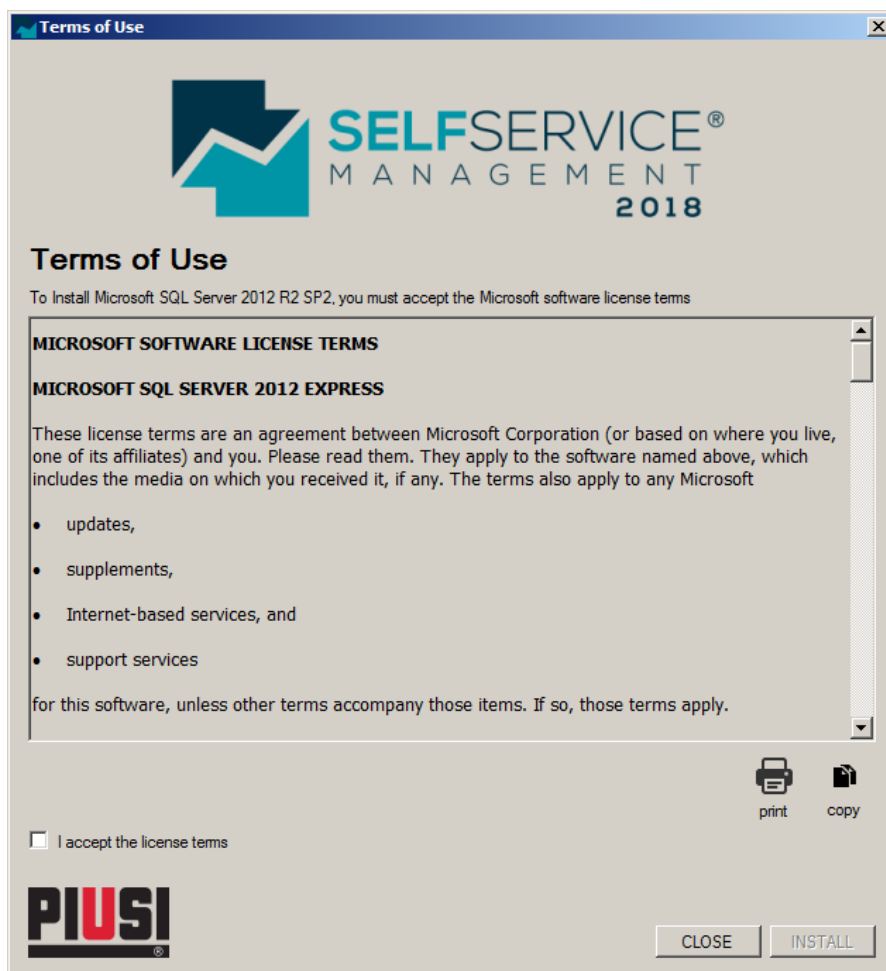 Terms of Use
SELFSERVICE®
MANAGEMENT
2018
Terms of Use
To Install Microsoft SQL Server 2012 R2 SP2, you must accept the Microsoft software license terms
MICROSOFT SOFTWARE LICENSE TERMS
MICROSOFT SQL SERVER 2012 EXPRESS
These license terms are an agreement between Microsoft Corporation (or based on where you live,
one of its affiliates) and you. Please read them. They apply to the software named above, which
includes the media on which you received it, if any. The terms also apply to any Microsoft
• updates,
• supplements,
• Internet-based services, and
• support services
for this software, unless other terms accompany those items. If so, those terms apply.
print copy
I accept the license terms
PIUSI®
CLOSE INSTALL